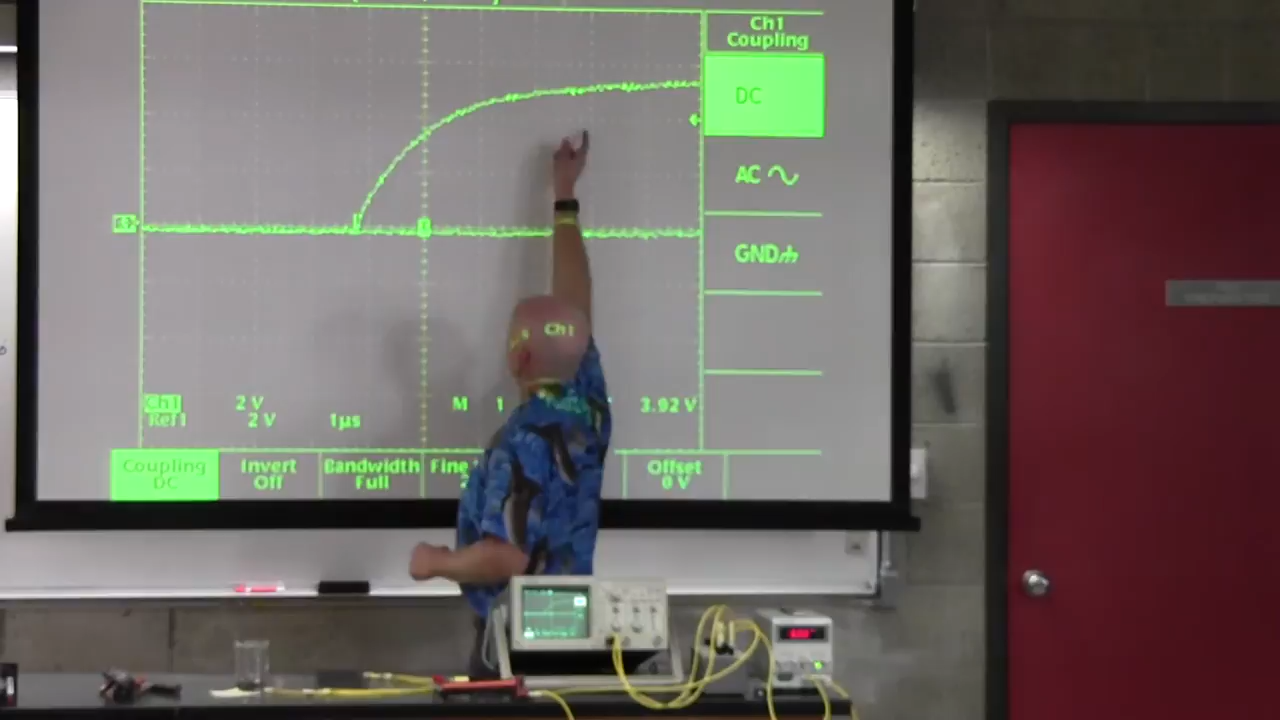 Ch1
Coupling
DC
AC
GND
Ch1
Ch1 2 V M 1 3.92 V
Ref1 2 V 1µs
Coupling
DC
Invert
Off
Bandwidth
Full
Fine
Offset
0 V